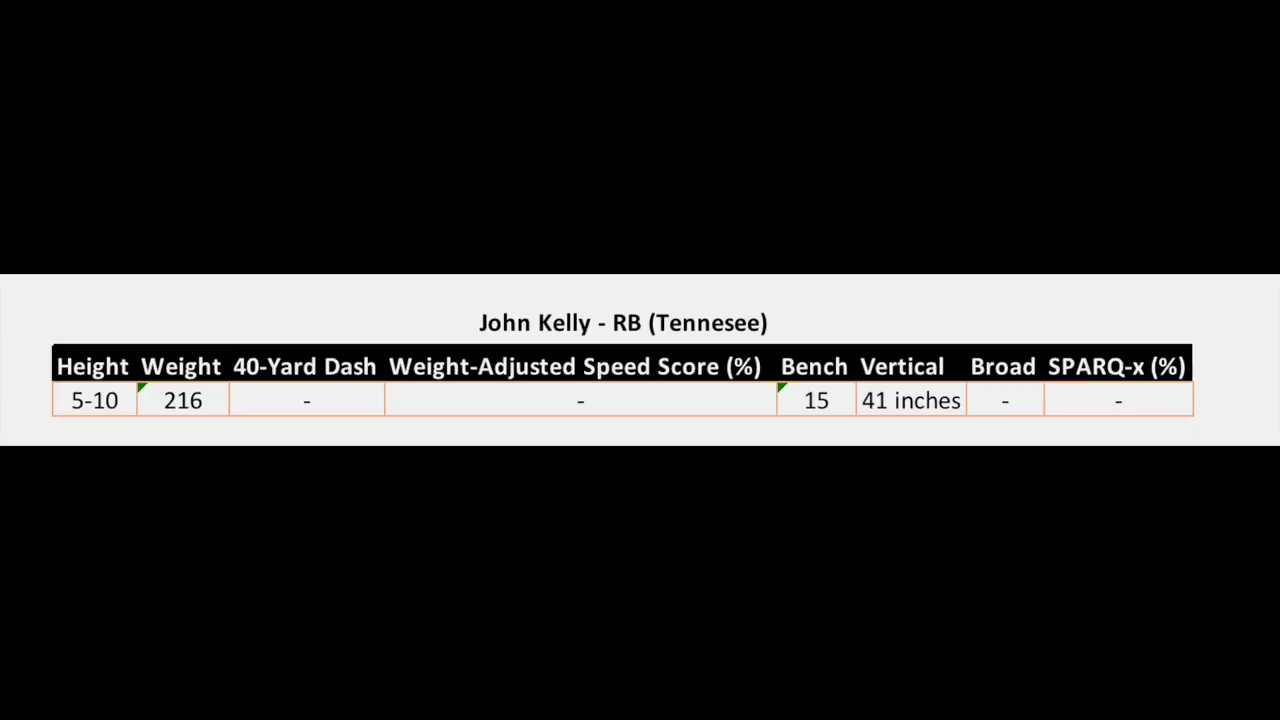 John Kelly - RB (Tennesee)
Height Weight 40-Yard Dash Weight-Adjusted Speed Score (%) Bench Vertical Broad SPARQ-x (%)
5-10 216 - - 15 41 inches - -